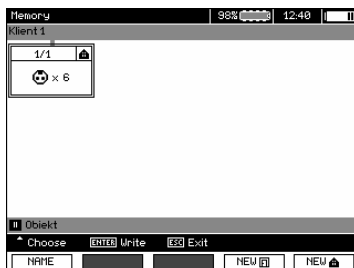 Memory 98% 12:40
Klient 1
1/1
× 6
Obiekt
Choose ENTER Write ESC Exit
NAME NEW NEW